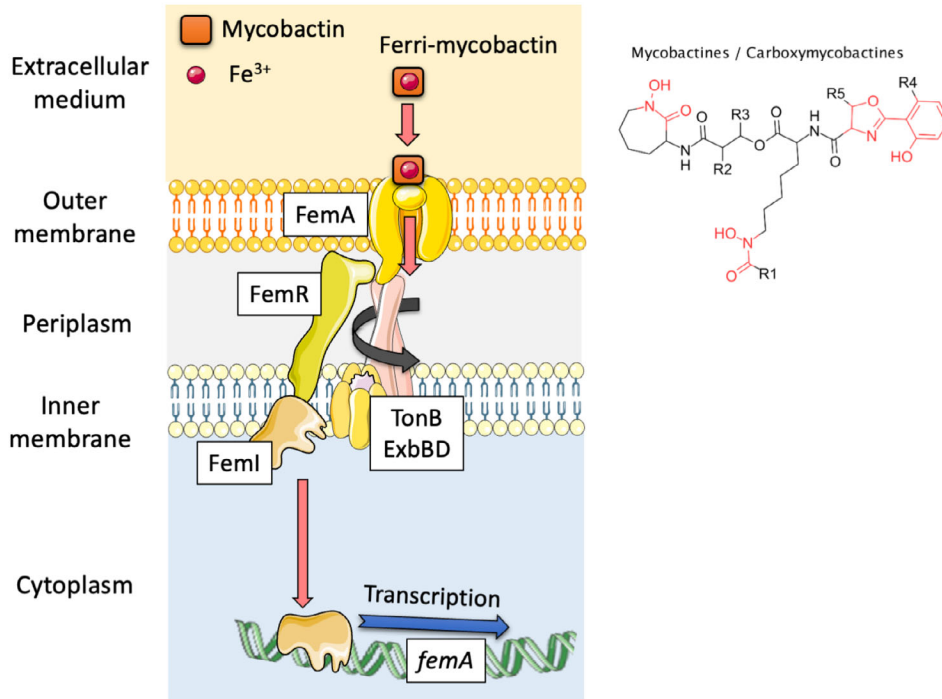 Mycobactin
Fe³⁺
Ferri-mycobactin
Extracellular
medium
Outer
membrane
FemA
FemR
Periplasm
Inner
membrane
TonB
ExbBD
FemI
Cytoplasm
Transcription
femA
Mycobactines / Carboxymycobactines
OH
N
O
N
H
O
R2
R3
O
O
H
N
O
R5
O
N
R4
HO
HO
N
O
R1